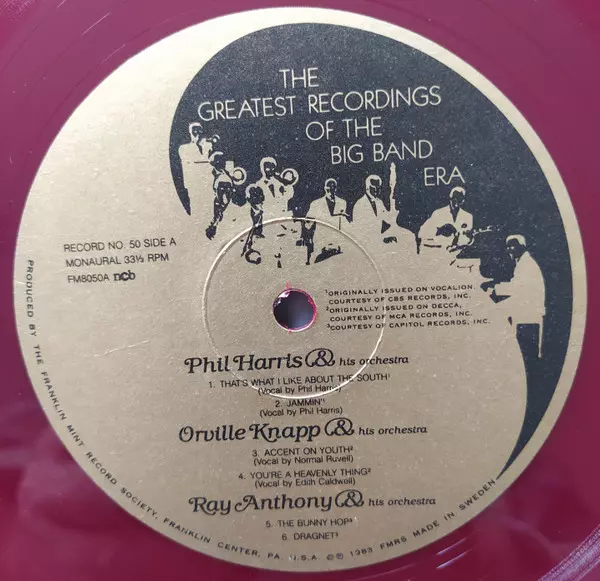 THE
GREATEST RECORDINGS
OF THE
BIG BAND
ERA
RECORD NO. 50 SIDE A
MONAURAL 33⅓ RPM
FM8050A ncb
¹ORIGINALLY ISSUED ON VOCALION,
COURTESY OF CBS RECORDS, INC.
²ORIGINALLY ISSUED ON DECCA,
COURTESY OF MCA RECORDS, INC.
³COURTESY OF CAPITOL RECORDS, INC.
Phil Harris & his orchestra
1. THAT'S WHAT I LIKE ABOUT THE SOUTH¹
(Vocal by Phil Harris)
2. JAMMIN'¹
(Vocal by Phil Harris)
Orville Knapp & his orchestra
3. ACCENT ON YOUTH²
(Vocal by Norman Ruvell)
4. YOU'RE A HEAVENLY THING²
(Vocal by Edith Caldwell)
Ray Anthony & his orchestra
5. THE BUNNY HOP³
6. DRAGNET³
PRODUCED BY THE FRANKLIN MINT RECORD SOCIETY, FRANKLIN CENTER, PA. U.S.A. ©℗ 1983 FMRS MADE IN SWEDEN